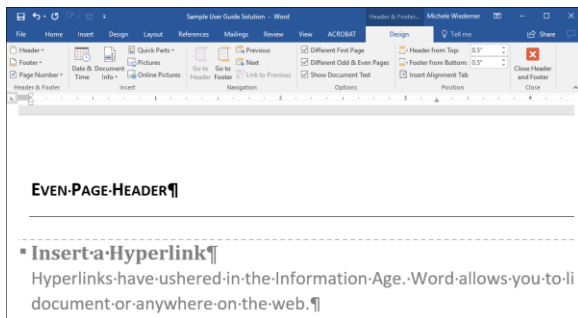 Sample User Guide Solution - Word
Header & Footer...
Michele Wiedemer
File Home Insert Design Layout References Mailings Review View ACROBAT Design Tell me Share
Header
Footer
Page Number
Header & Footer
Date & Time
Document Info
Quick Parts
Pictures
Online Pictures
Insert
Go to Header
Go to Footer
Previous
Next
Link to Previous
Navigation
Different First Page
Different Odd & Even Pages
Show Document Text
Options
Header from Top: 0.5"
Footer from Bottom: 0.5"
Insert Alignment Tab
Position
Close Header and Footer
Close
EVEN·PAGE·HEADER¶
Insert·a·Hyperlink¶
Hyperlinks·have·ushered·in·the·Information·Age.·Word·allows·you·to·li
document·or·anywhere·on·the·web.¶